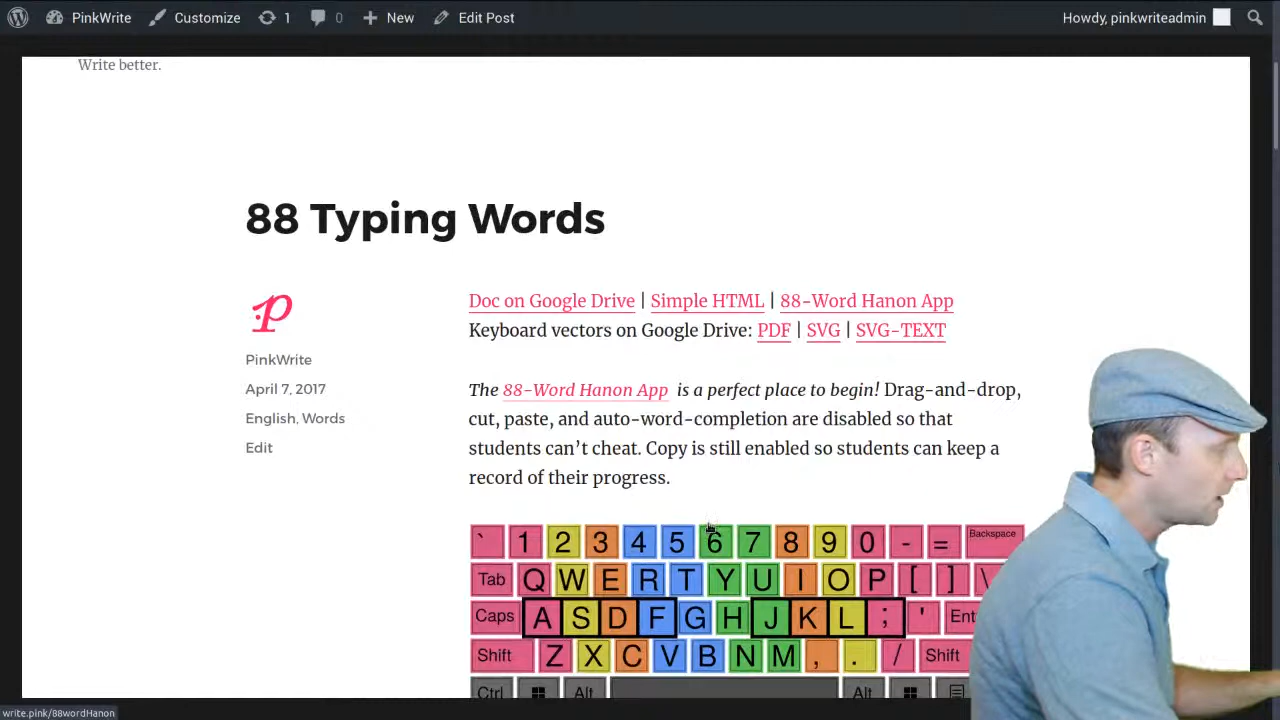 PinkWrite Customize 1 0 New Edit Post Howdy, pinkwriteadmin
Write better.
88 Typing Words
Doc on Google Drive | Simple HTML | 88-Word Hanon App
Keyboard vectors on Google Drive: PDF | SVG | SVG-TEXT
PinkWrite
April 7, 2017
English, Words
Edit
The 88-Word Hanon App is a perfect place to begin! Drag-and-drop,
cut, paste, and auto-word-completion are disabled so that
students can’t cheat. Copy is still enabled so students can keep a
record of their progress.
` 1 2 3 4 5 6 7 8 9 0 - = Backspace
Tab Q W E R T Y U I O P [ ] \
Caps A S D F G H J K L ; ' Ent
Shift Z X C V B N M , . / Shift
Ctrl Alt Alt
write.pink/88wordHanon